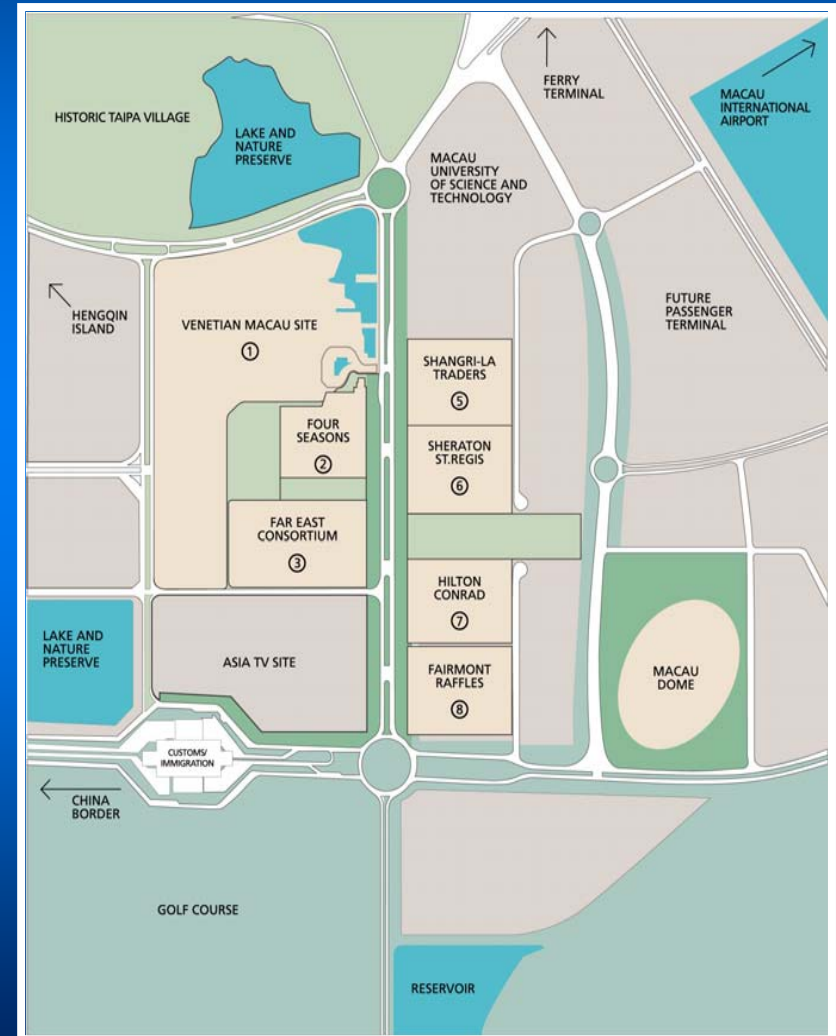 FERRY
TERMINAL
MACAU
INTERNATIONAL
AIRPORT
HISTORIC TAIPA VILLAGE
LAKE AND
NATURE
PRESERVE
MACAU
UNIVERSITY
OF SCIENCE AND
TECHNOLOGY
HENGQIN
ISLAND
VENETIAN MACAU SITE
1
FUTURE
PASSENGER
TERMINAL
SHANGRI-LA
TRADERS
5
FOUR
SEASONS
2
SHERATON
ST.REGIS
6
FAR EAST
CONSORTIUM
3
HILTON
CONRAD
7
LAKE AND
NATURE
PRESERVE
ASIA TV SITE
FAIRMONT
RAFFLES
8
MACAU
DOME
CUSTOMS/
IMMIGRATION
CHINA
BORDER
GOLF COURSE
RESERVOIR